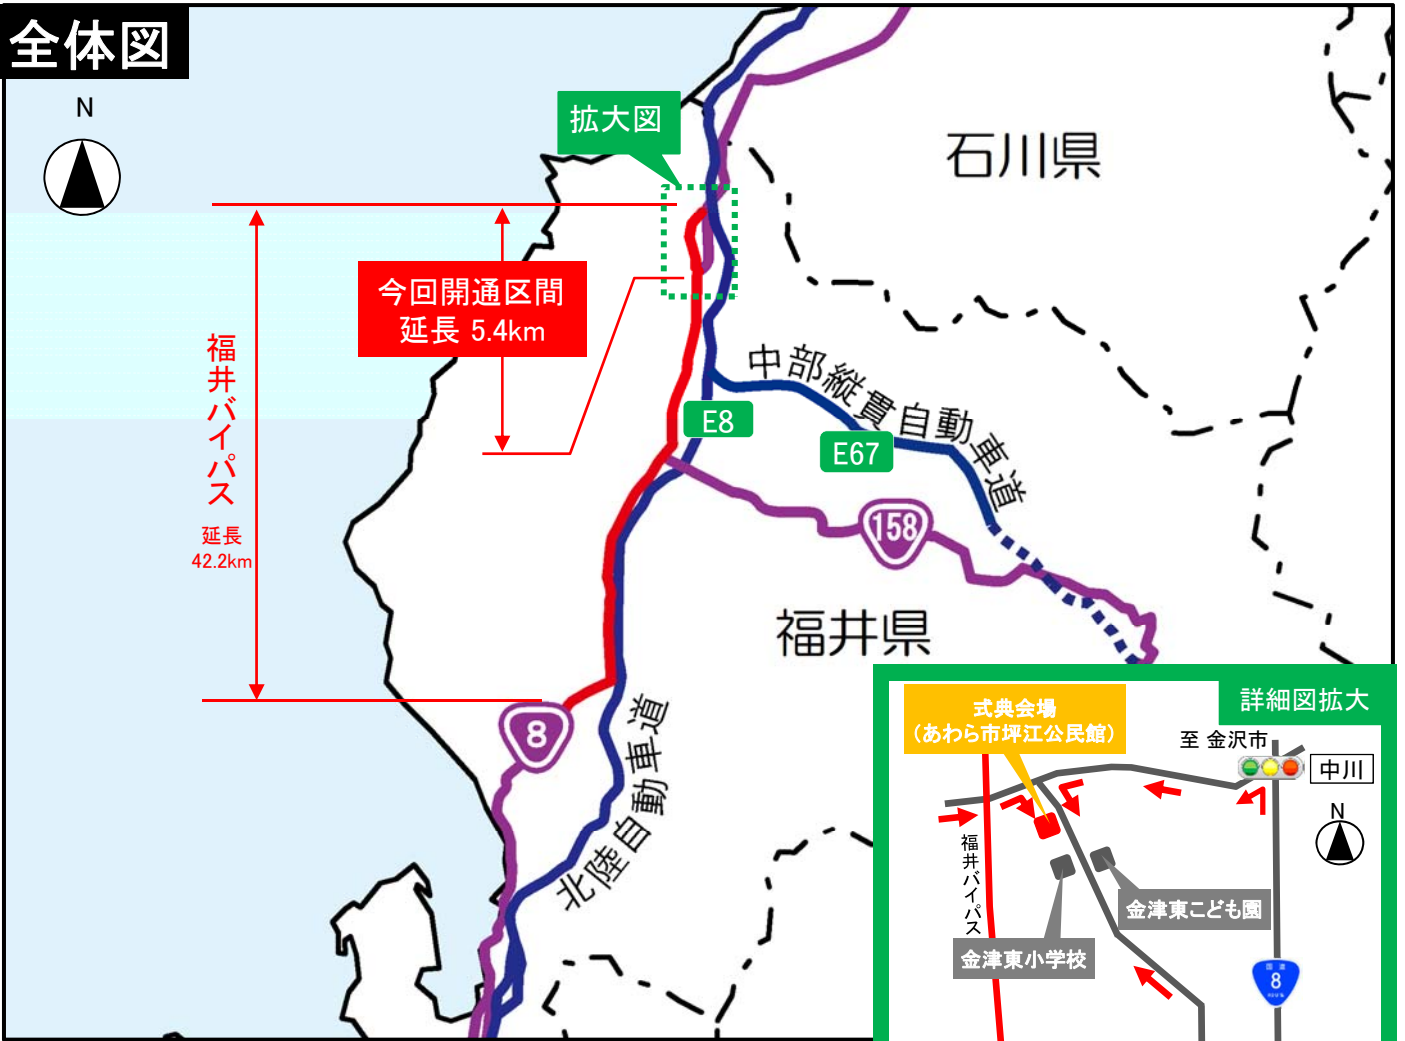 全体図
N
拡大図
石川県
今回開通区間
延長 5.4km
福井バイパス
延長
42.2km
中部縦貫自動車道
E8
E67
158
福井県
8
北陸自動車道
詳細図拡大
式典会場
（あわら市坪江公民館）
至 金沢市
中川
N
福井バイパス
金津東こども園
金津東小学校
国道
8